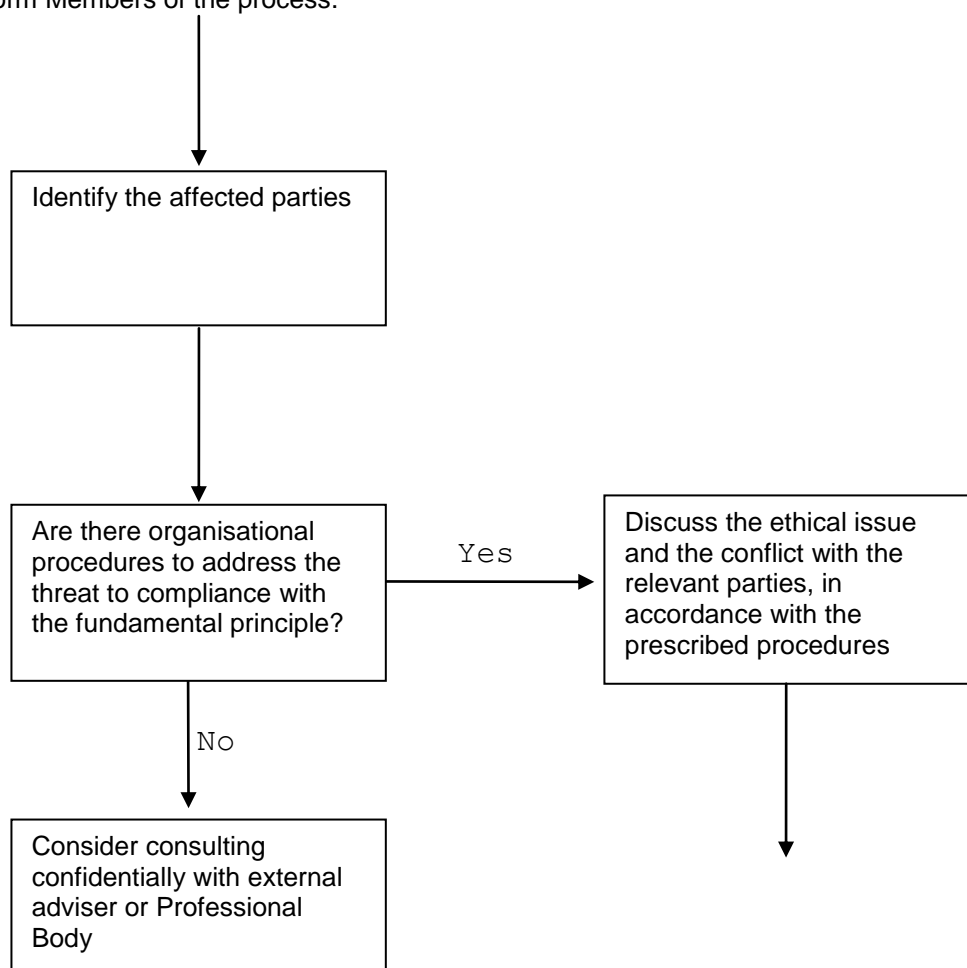 Members of the process.
Identify the affected parties
Are there organisational
procedures to address the
threat to compliance with
the fundamental principle?
Yes
Discuss the ethical issue
and the conflict with the
relevant parties, in
accordance with the
prescribed procedures
No
Consider consulting
confidentially with external
adviser or Professional
Body